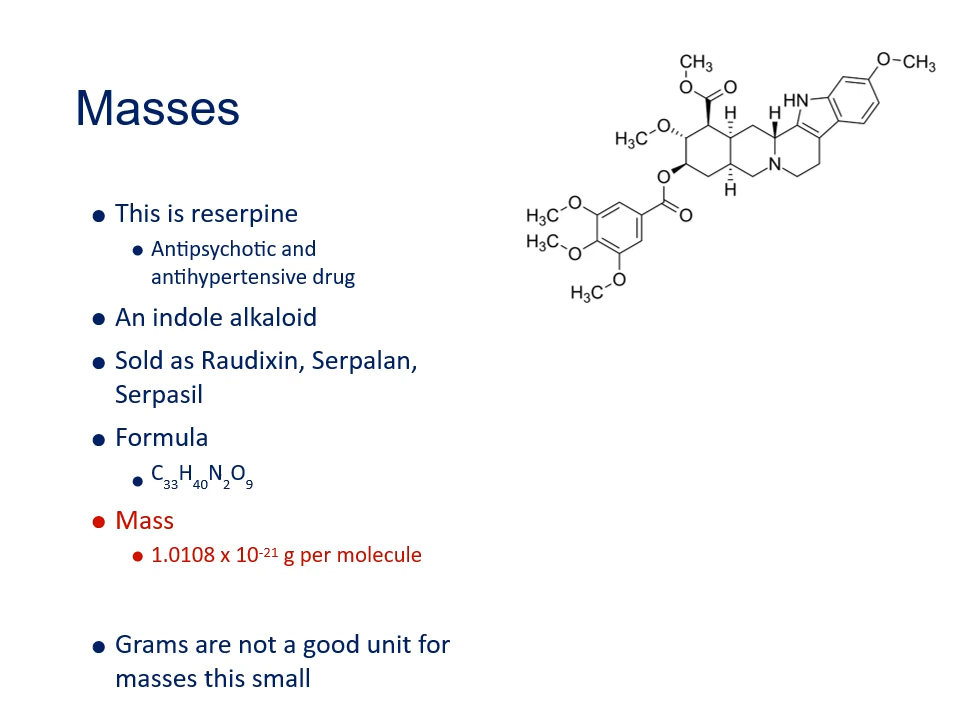 Masses
• This is reserpine
• Antipsychotic and
antihypertensive drug
• An indole alkaloid
• Sold as Raudixin, Serpalan,
Serpasil
• Formula
• C₃₃H₄₀N₂O₉
• Mass
• 1.0108 x 10⁻²¹ g per molecule
• Grams are not a good unit for
masses this small
CH₃
O O
O CH₃
H HN
H
H₃C O
N
O H
O
H₃C O
H₃C O
H₃C O